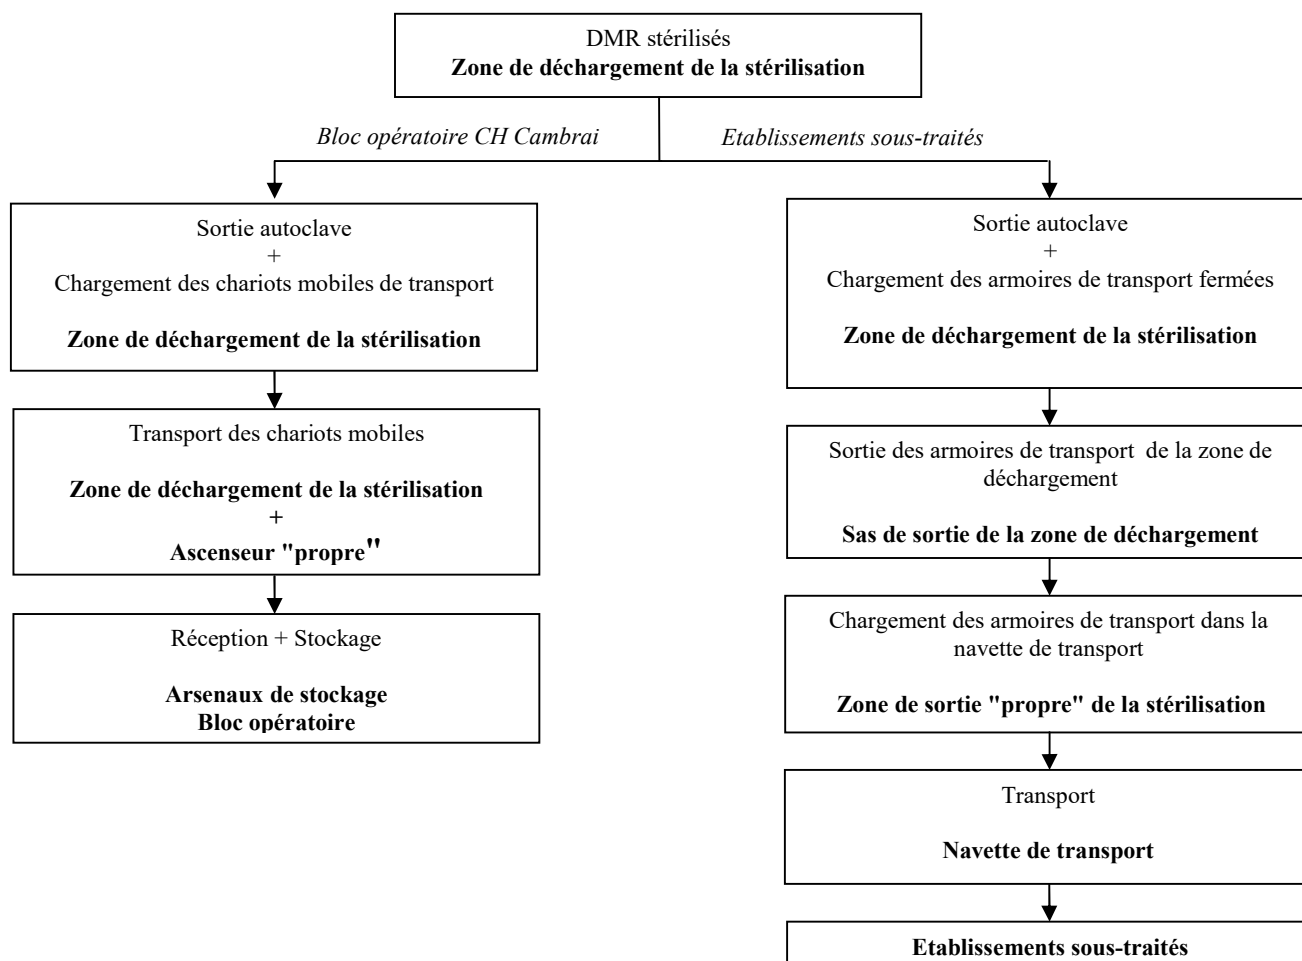 DMR stérilisés
Zone de déchargement de la stérilisation
Bloc opératoire CH Cambrai
Etablissements sous-traités
Sortie autoclave
+
Chargement des chariots mobiles de transport
Zone de déchargement de la stérilisation
Transport des chariots mobiles
Zone de déchargement de la stérilisation
+
Ascenseur "propre"
Réception + Stockage
Arsenaux de stockage
Bloc opératoire
Sortie autoclave
+
Chargement des armoires de transport fermées
Zone de déchargement de la stérilisation
Sortie des armoires de transport de la zone de
déchargement
Sas de sortie de la zone de déchargement
Chargement des armoires de transport dans la
navette de transport
Zone de sortie "propre" de la stérilisation
Transport
Navette de transport
Etablissements sous-traités